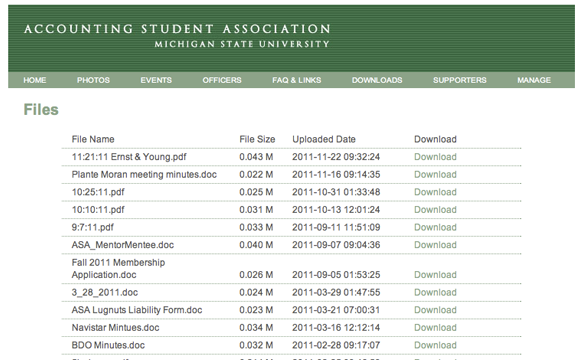 ACCOUNTING STUDENT ASSOCIATION
MICHIGAN STATE UNIVERSITY
HOME PHOTOS EVENTS OFFICERS FAQ & LINKS DOWNLOADS SUPPORTERS MANAGE
Files
File Name File Size Uploaded Date Download
11:21:11 Ernst & Young.pdf 0.043 M 2011-11-22 09:32:24 Download
Plante Moran meeting minutes.doc 0.022 M 2011-11-16 09:14:35 Download
10:25:11.pdf 0.025 M 2011-10-31 01:33:48 Download
10:10:11.pdf 0.031 M 2011-10-13 12:01:24 Download
9:7:11.pdf 0.033 M 2011-09-11 11:51:09 Download
ASA_MentorMentee.doc 0.040 M 2011-09-07 09:04:36 Download
Fall 2011 Membership
Application.doc 0.026 M 2011-09-05 01:53:25 Download
3_28_2011.doc 0.024 M 2011-03-29 01:47:55 Download
ASA Lugnuts Liability Form.doc 0.023 M 2011-03-21 07:00:31 Download
Navistar Mintues.doc 0.034 M 2011-03-16 12:12:14 Download
BDO Minutes.doc 0.032 M 2011-02-28 09:17:07 Download